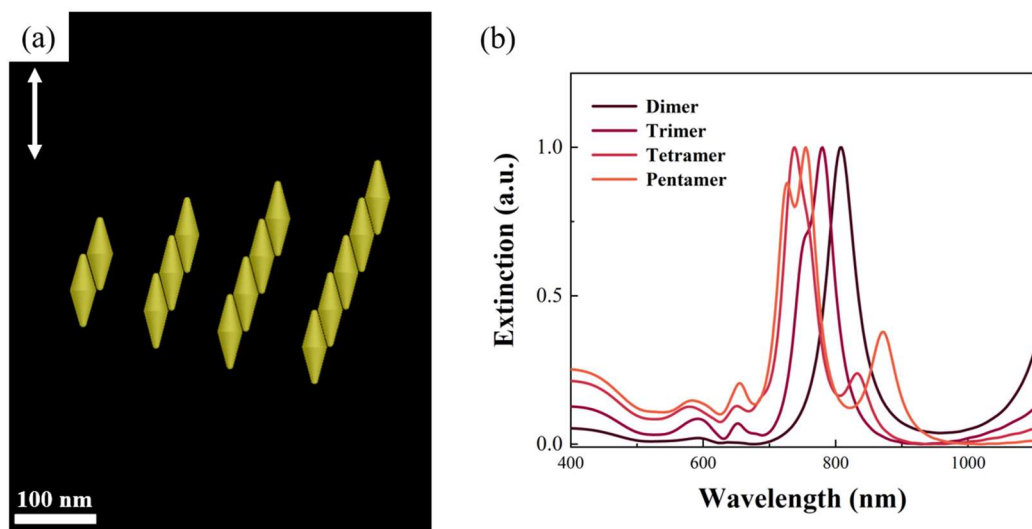 (a)
100 nm
(b)
Dimer
Trimer
Tetramer
Pentamer
Extinction (a.u.)
1.0
0.5
0.0
400
600
800
1000
Wavelength (nm)